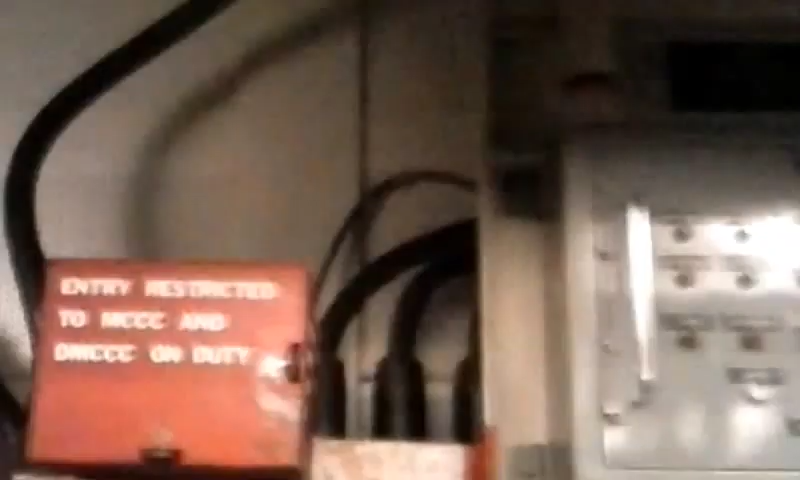 ENTRY RESTRICTED
TO MCCC AND
DMCCC ON DUTY